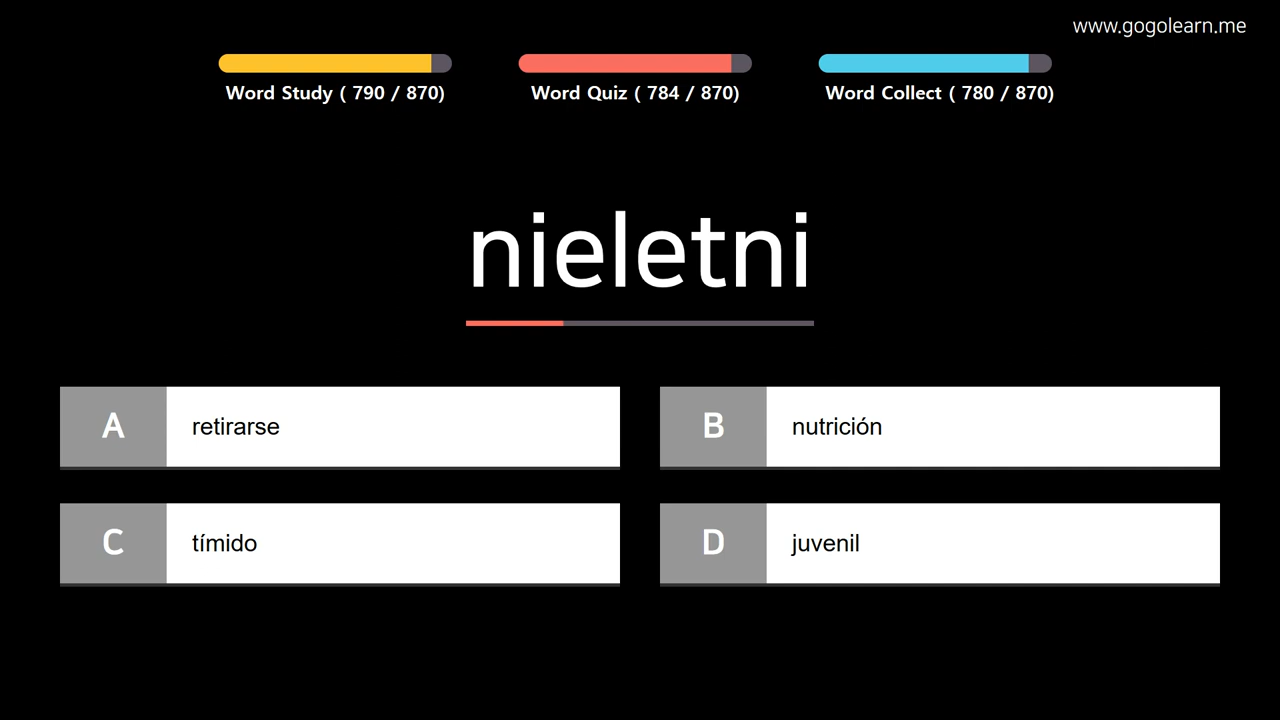 www.gogolearn.me
Word Study ( 790 / 870)
Word Quiz ( 784 / 870)
Word Collect ( 780 / 870)
nieletni
A retirarse
B nutrición
C tímido
D juvenil